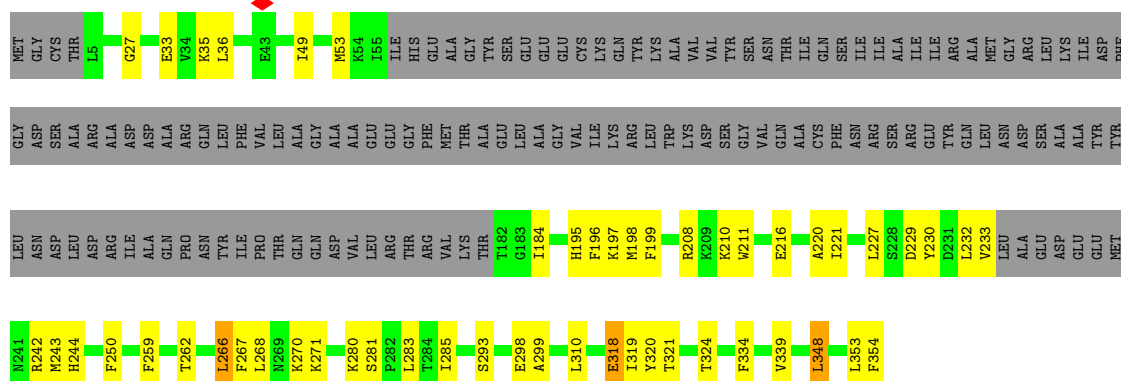 MET GLY CYS THR L5 G27 E33 V34 K35 L36 E43 I49 M53 K54 I55 ILE HIS GLU ALA GLY TYR SER GLU GLU GLU CYS LYS GLN TYR LYS ALA VAL VAL TYR SER ASN THR ILE GLN SER ILE ILE ALA ILE ILE ARG ALA MET GLY ARG LEU LYS ILE ASP PHE
GLY ASP SER ALA ARG ALA ASP ASP ALA ARG GLN LEU PHE VAL LEU ALA GLY ALA ALA GLU GLU GLY PHE MET THR ALA GLU LEU ALA GLY VAL ILE LYS ARG LEU TRP LYS ASP SER GLY VAL GLN ALA CYS PHE ASN ARG SER ARG GLU TYR GLN LEU ASN ASP SER ALA ALA TYR TYR
LEU ASN ASP LEU ASP ARG ILE ALA GLN PRO ASN TYR ILE PRO THR GLN GLN ASP VAL LEU ARG THR ARG VAL LYS THR T182 G183 I184 H195 F196 K197 M198 F199 R208 K209 K210 W211 E216 A220 I221 L227 S228 D229 Y230 D231 L232 V233 LEU ALA GLU ASP GLU GLU MET
N241 R242 M243 H244 F250 F259 T262 L266 F267 L268 N269 K270 K271 K280 S281 P282 L283 T284 I285 S293 E298 A299 L310 E318 I319 Y320 T321 T324 F334 V339 L348 L353 F354